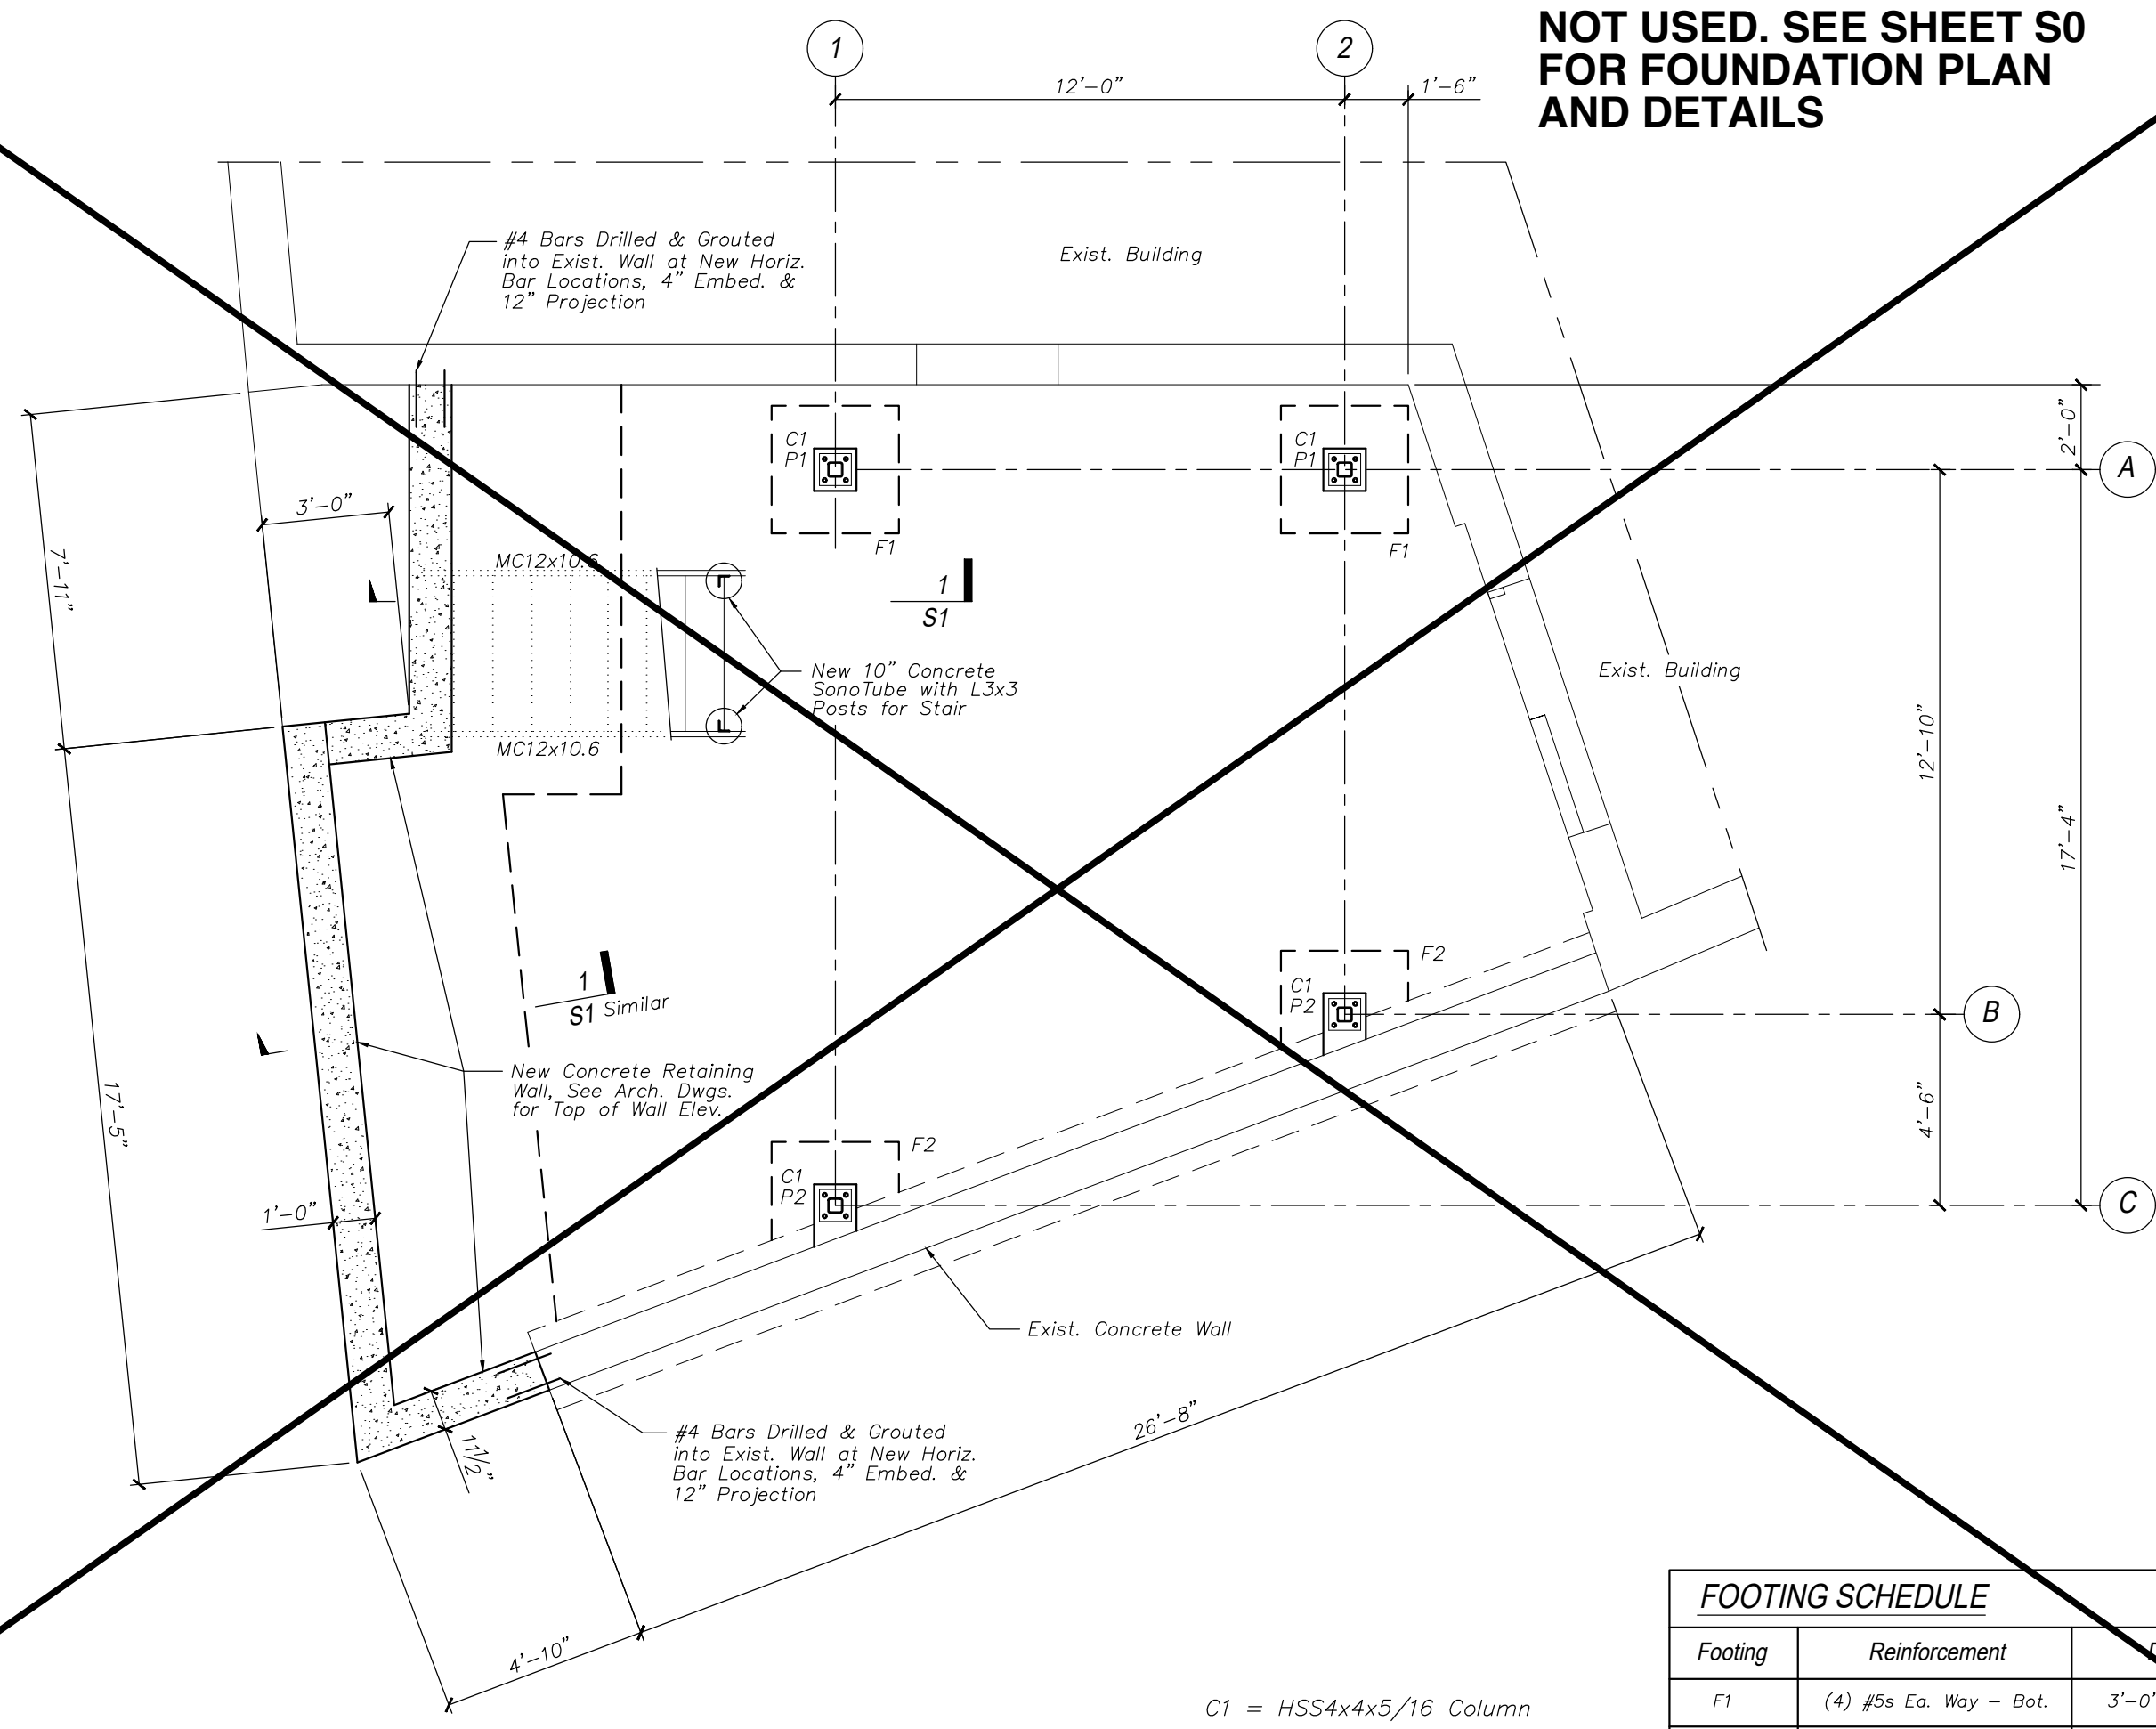 NOT USED. SEE SHEET S0
FOR FOUNDATION PLAN
AND DETAILS
1
2
12'-0"
1'-6"
#4 Bars Drilled & Grouted
into Exist. Wall at New Horiz.
Bar Locations, 4" Embed. &
12" Projection
Exist. Building
C1
P1
F1
C1
P1
F1
2'-0"
A
3'-0"
7'-11"
MC12x10.6
MC12x10.6
1
S1
New 10" Concrete
SonoTube with L3x3
Posts for Stair
Exist. Building
12'-10"
17'-4"
1
S1 Similar
C1
P2
F2
B
New Concrete Retaining
Wall, See Arch. Dwgs.
for Top of Wall Elev.
17'-5"
4'-6"
C1
P2
F2
1'-0"
C
Exist. Concrete Wall
11½"
#4 Bars Drilled & Grouted
into Exist. Wall at New Horiz.
Bar Locations, 4" Embed. &
12" Projection
26'-8"
4'-10"
C1 = HSS4x4x5/16 Column
FOOTING SCHEDULE
Footing
Reinforcement
F1
(4) #5s Ea. Way – Bot.
3'-0"